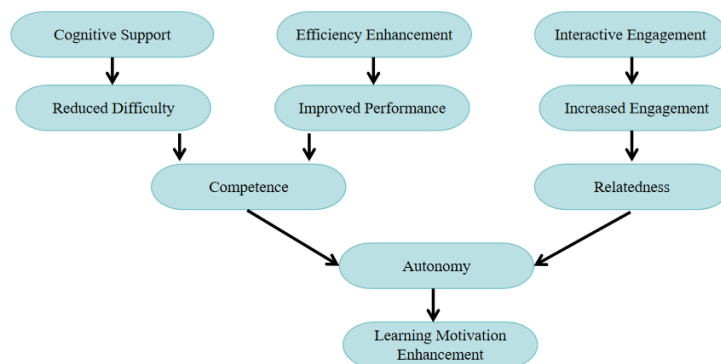 Cognitive Support
Efficiency Enhancement
Interactive Engagement
Reduced Difficulty
Improved Performance
Increased Engagement
Competence
Relatedness
Autonomy
Learning Motivation
Enhancement